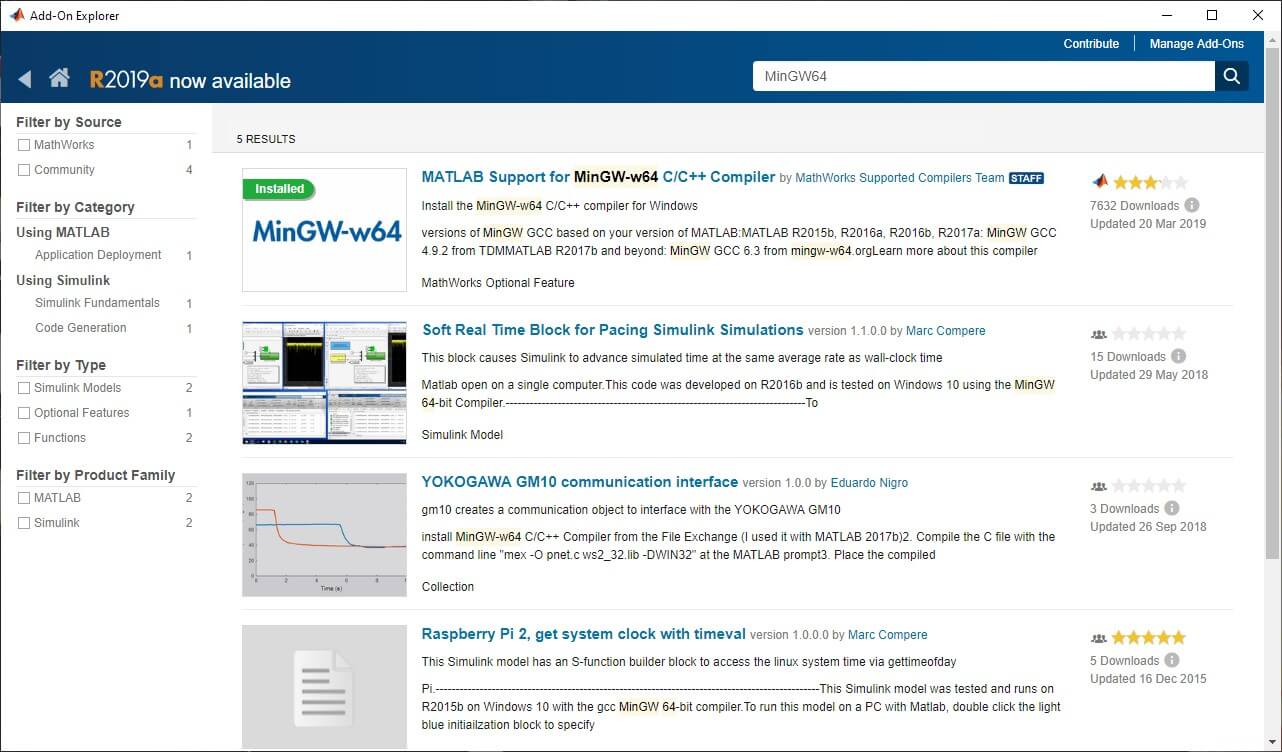 Add-On Explorer
Contribute
Manage Add-Ons
R2019a now available
MinGW64
Filter by Source
MathWorks 1
Community 4
Filter by Category
Using MATLAB
Application Deployment 1
Using Simulink
Simulink Fundamentals 1
Code Generation 1
Filter by Type
Simulink Models 2
Optional Features 1
Functions 2
Filter by Product Family
MATLAB 2
Simulink 2
5 RESULTS
Installed
MinGW-w64
MATLAB Support for MinGW-w64 C/C++ Compiler by MathWorks Supported Compilers Team STAFF
Install the MinGW-w64 C/C++ compiler for Windows
versions of MinGW GCC based on your version of MATLAB:MATLAB R2015b, R2016a, R2016b, R2017a: MinGW GCC
4.9.2 from TDMMATLAB R2017b and beyond: MinGW GCC 6.3 from mingw-w64.orgLearn more about this compiler
MathWorks Optional Feature
7632 Downloads
Updated 20 Mar 2019
Soft Real Time Block for Pacing Simulink Simulations version 1.1.0.0 by Marc Compere
This block causes Simulink to advance simulated time at the same average rate as wall-clock time
Matlab open on a single computer.This code was developed on R2016b and is tested on Windows 10 using the MinGW
64-bit Compiler.---------------------------------------------------------------------------To
Simulink Model
15 Downloads
Updated 29 May 2018
YOKOGAWA GM10 communication interface version 1.0.0 by Eduardo Nigro
gm10 creates a communication object to interface with the YOKOGAWA GM10
install MinGW-w64 C/C++ Compiler from the File Exchange (I used it with MATLAB 2017b)2. Compile the C file with the
command line "mex -O pnet.c ws2_32.lib -DWIN32" at the MATLAB prompt3. Place the compiled
Collection
3 Downloads
Updated 26 Sep 2018
Time (s)
Raspberry Pi 2, get system clock with timeval version 1.0.0.0 by Marc Compere
This Simulink model has an S-function builder block to access the linux system time via gettimeofday
Pi.------------------------------------------------------------------------------------------------This Simulink model was tested and runs on
R2015b on Windows 10 with the gcc MinGW 64-bit compiler.To run this model on a PC with Matlab, double click the light
blue initiailzation block to specify
5 Downloads
Updated 16 Dec 2015